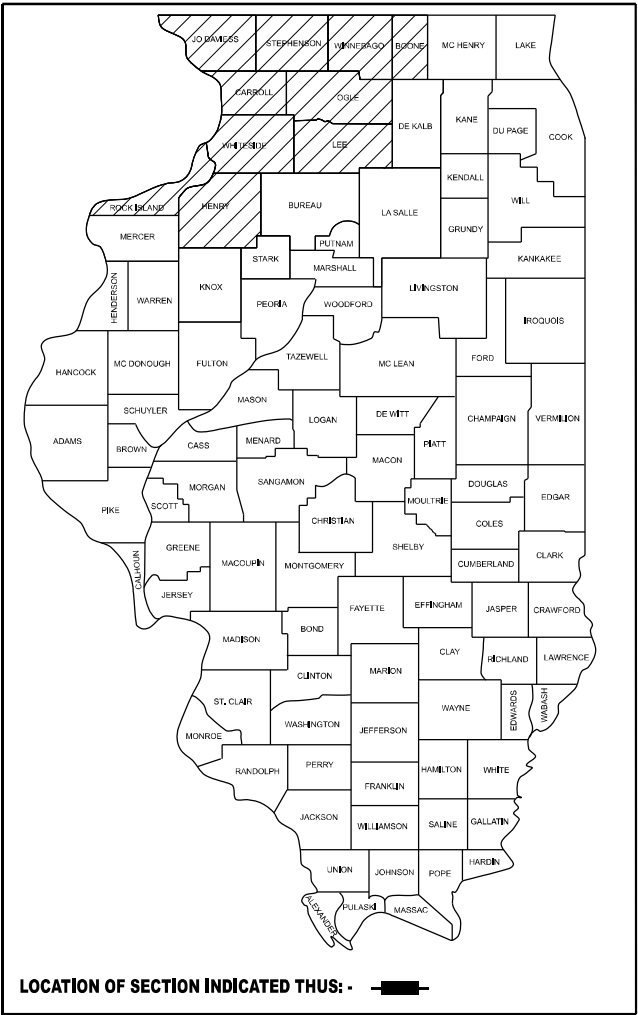 JO DAVIESS STEPHENSON WINNEBAGO BOONE MC HENRY LAKE
CARROLL OGLE DE KALB KANE DU PAGE COOK
WHITESIDE LEE KENDALL WILL
ROCK ISLAND HENRY BUREAU LA SALLE GRUNDY
MERCER PUTNAM KANKAKEE
STARK MARSHALL
HENDERSON WARREN KNOX PEORIA WOODFORD LIVINGSTON IROQUOIS
HANCOCK MC DONOUGH FULTON TAZEWELL MC LEAN FORD
SCHUYLER MASON LOGAN DE WITT CHAMPAIGN VERMILION
ADAMS BROWN CASS MENARD MACON PIATT
PIKE SCOTT MORGAN SANGAMON CHRISTIAN MOULTRIE DOUGLAS EDGAR
COLES
CALHOUN GREENE MACOUPIN MONTGOMERY SHELBY CUMBERLAND CLARK
JERSEY FAYETTE EFFINGHAM JASPER CRAWFORD
MADISON BOND CLAY RICHLAND LAWRENCE
CLINTON MARION
ST. CLAIR WASHINGTON JEFFERSON WAYNE EDWARDS WABASH
MONROE
RANDOLPH PERRY FRANKLIN HAMILTON WHITE
JACKSON WILLIAMSON SALINE GALLATIN
UNION JOHNSON POPE HARDIN
ALEXANDER PULASKI MASSAC
LOCATION OF SECTION INDICATED THUS: -